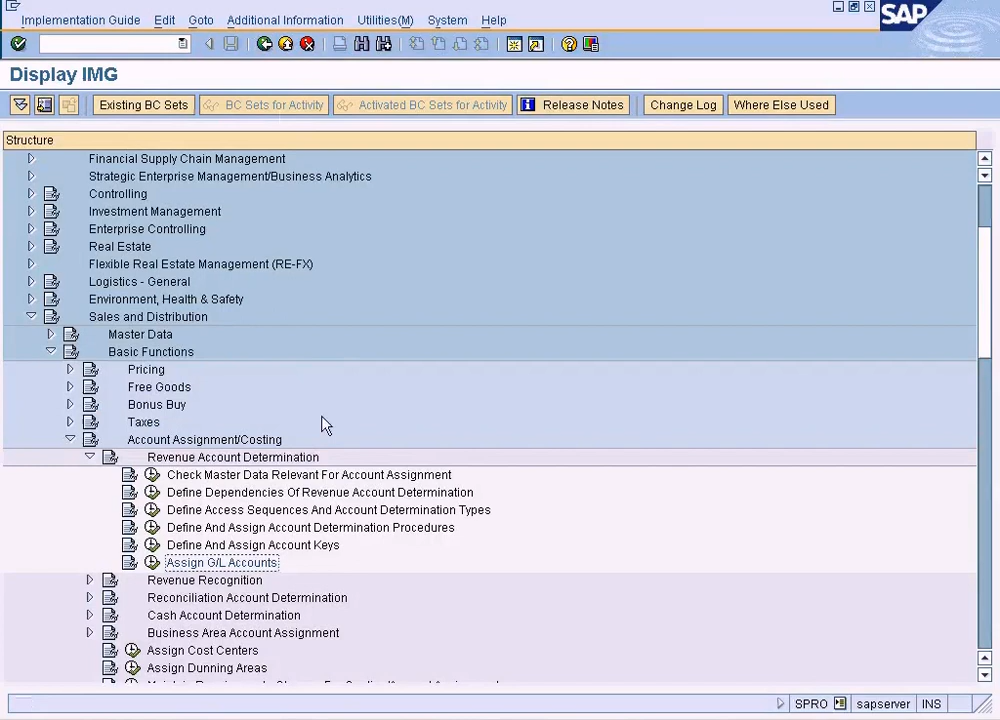 Implementation Guide Edit Goto Additional Information Utilities(M) System Help
SAP
Display IMG
Existing BC Sets BC Sets for Activity Activated BC Sets for Activity Release Notes Change Log Where Else Used
Structure
Financial Supply Chain Management
Strategic Enterprise Management/Business Analytics
Controlling
Investment Management
Enterprise Controlling
Real Estate
Flexible Real Estate Management (RE-FX)
Logistics - General
Environment, Health & Safety
Sales and Distribution
Master Data
Basic Functions
Pricing
Free Goods
Bonus Buy
Taxes
Account Assignment/Costing
Revenue Account Determination
Check Master Data Relevant For Account Assignment
Define Dependencies Of Revenue Account Determination
Define Access Sequences And Account Determination Types
Define And Assign Account Determination Procedures
Define And Assign Account Keys
Assign G/L Accounts
Revenue Recognition
Reconciliation Account Determination
Cash Account Determination
Business Area Account Assignment
Assign Cost Centers
Assign Dunning Areas
SPRO sapserver INS